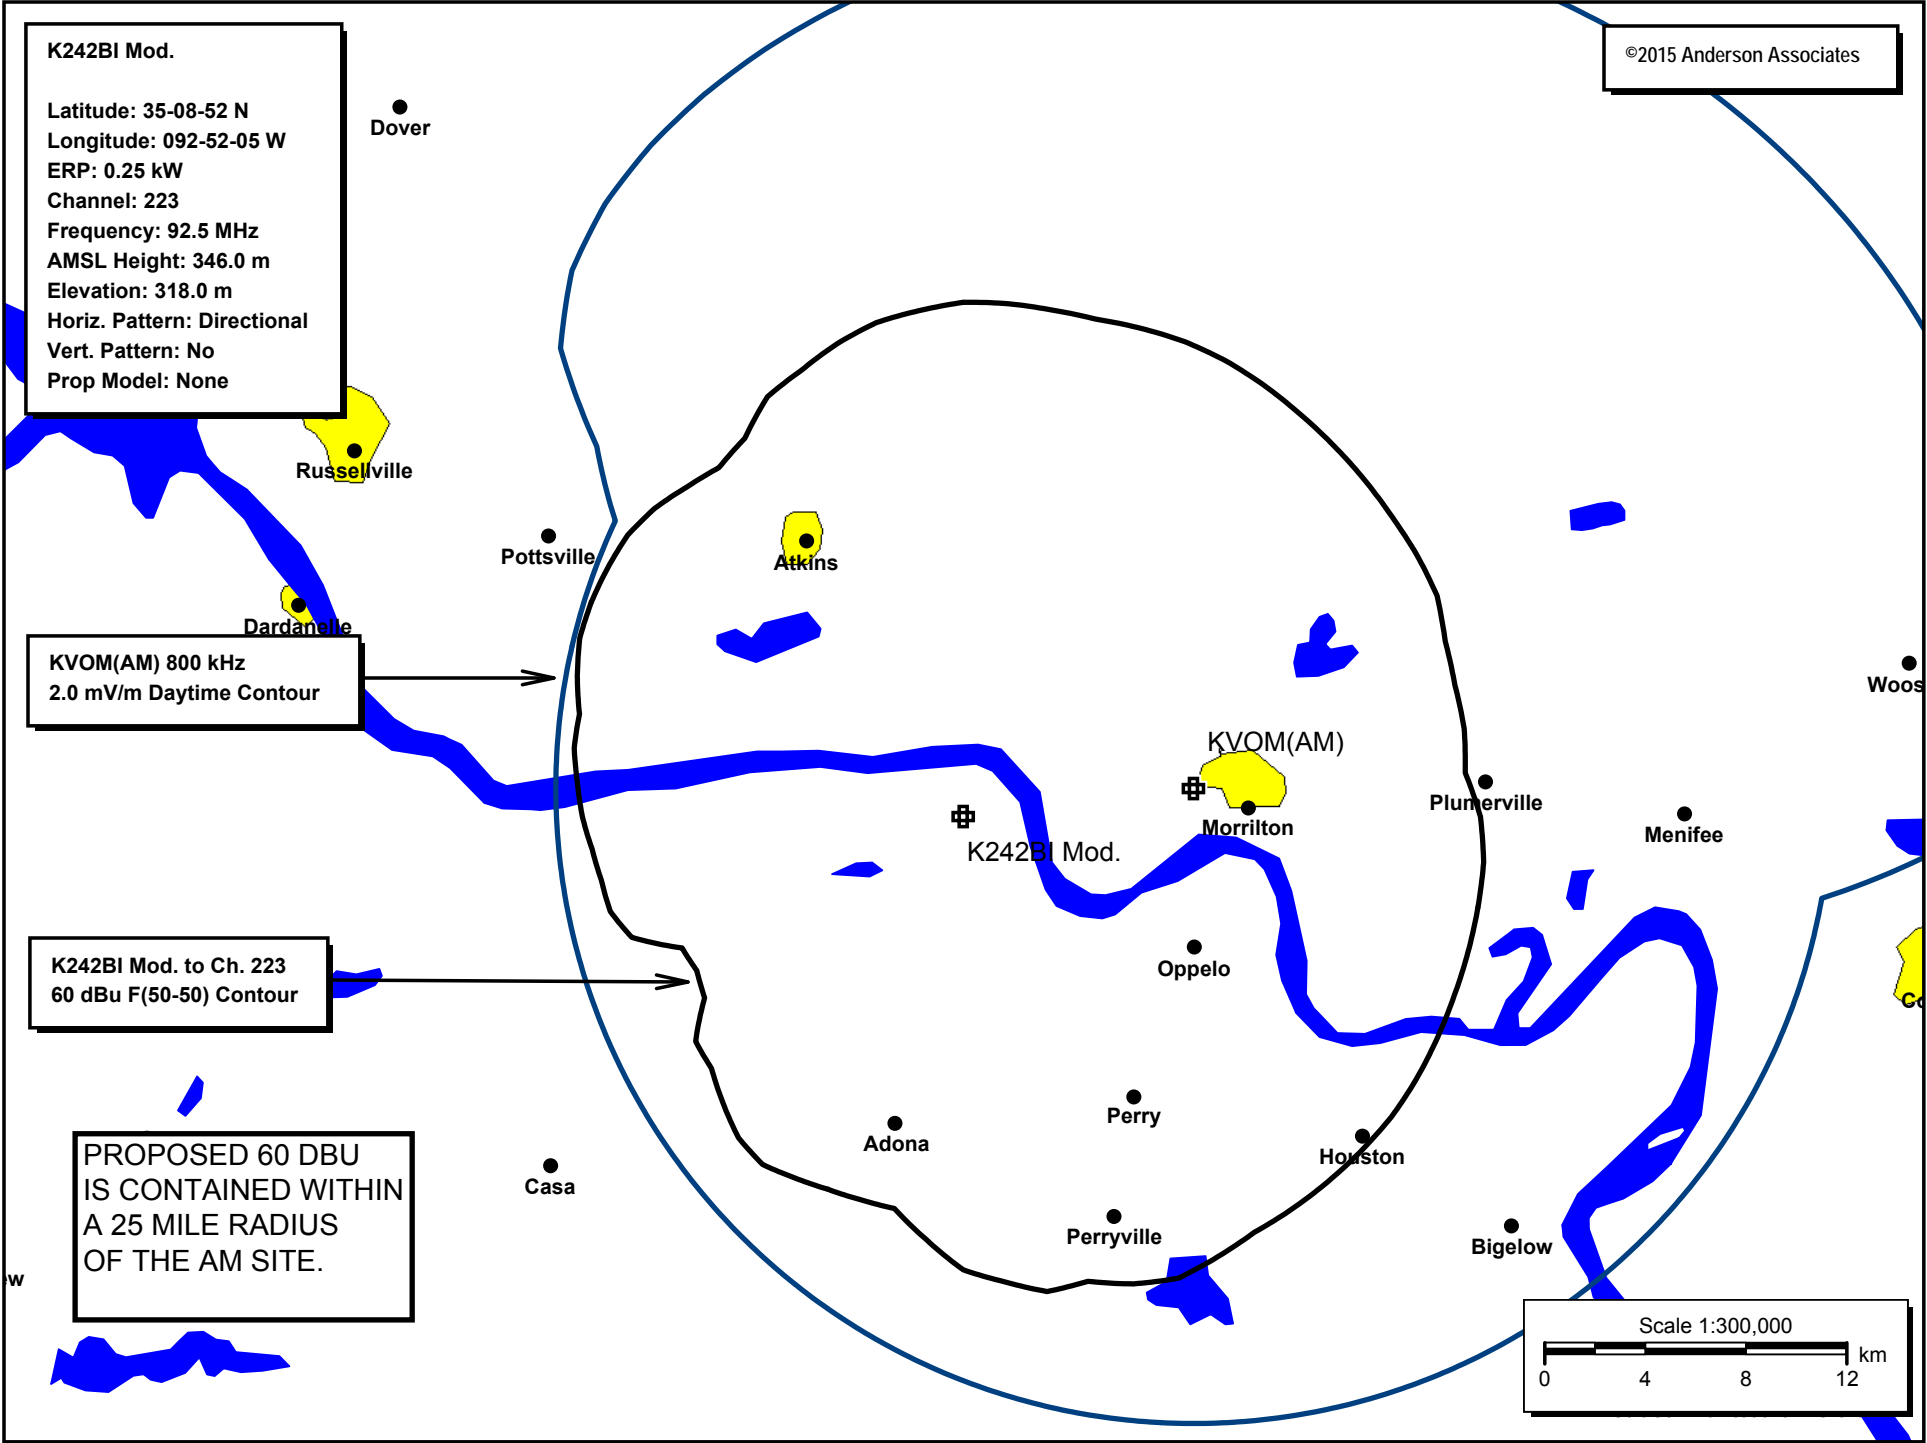 K242BI Mod.
Latitude: 35-08-52 N
Longitude: 092-52-05 W
ERP: 0.25 kW
Channel: 223
Frequency: 92.5 MHz
AMSL Height: 346.0 m
Elevation: 318.0 m
Horiz. Pattern: Directional
Vert. Pattern: No
Prop Model: None
©2015 Anderson Associates
Dover
Russellville
Pottsville
Atkins
Dardanelle
KVOM(AM) 800 kHz
2.0 mV/m Daytime Contour
Woos
KVOM(AM)
Plumerville
Morrilton
Menifee
K242BI Mod.
K242BI Mod. to Ch. 223
60 dBu F(50-50) Contour
Oppelo
Co
Perry
Adona
Houston
PROPOSED 60 DBU
IS CONTAINED WITHIN
A 25 MILE RADIUS
OF THE AM SITE.
Casa
Perryville
Bigelow
ew
Scale 1:300,000
km
0 4 8 12